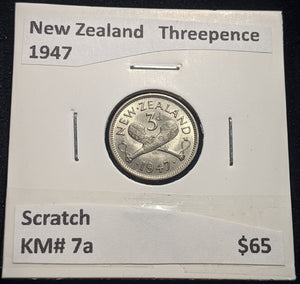 New Zealand Threepence
1947
NEW·ZEALAND
3d
1947
Scratch
KM# 7a $65